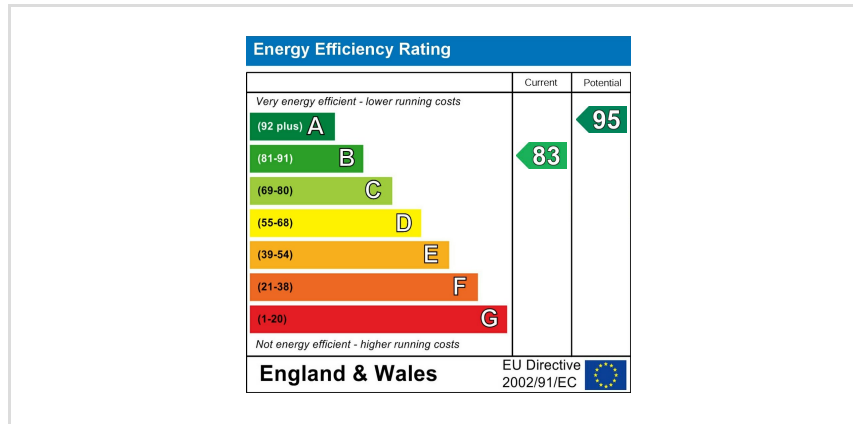 Energy Efficiency Rating
Current Potential
Very energy efficient - lower running costs
(92 plus) A 95
(81-91) B 83
(69-80) C
(55-68) D
(39-54) E
(21-38) F
(1-20) G
Not energy efficient - higher running costs
England & Wales
EU Directive
2002/91/EC